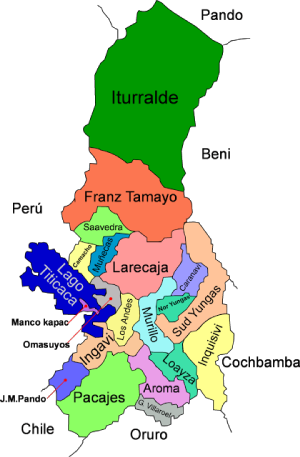 Pando
Iturralde
Beni
Franz Tamayo
Perú
Saavedra
Camacho
Muñecas
Larecaja
Caranavi
Lago
Titicaca
Nor Yungas
Sud Yungas
Manco kapac
Los Andes
Murillo
Omasuyos
Ingavi
Inquisivi
Loayza
Cochbamba
J.M.Pando
Pacajes
Aroma
G. Villaroel
Chile
Oruro